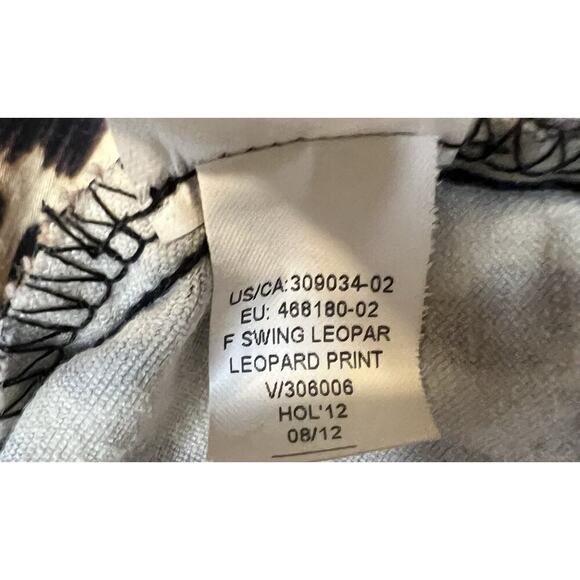 US/CA:309034-02
EU: 468180-02
F SWING LEOPAR
LEOPARD PRINT
V/306006
HOL'12
08/12